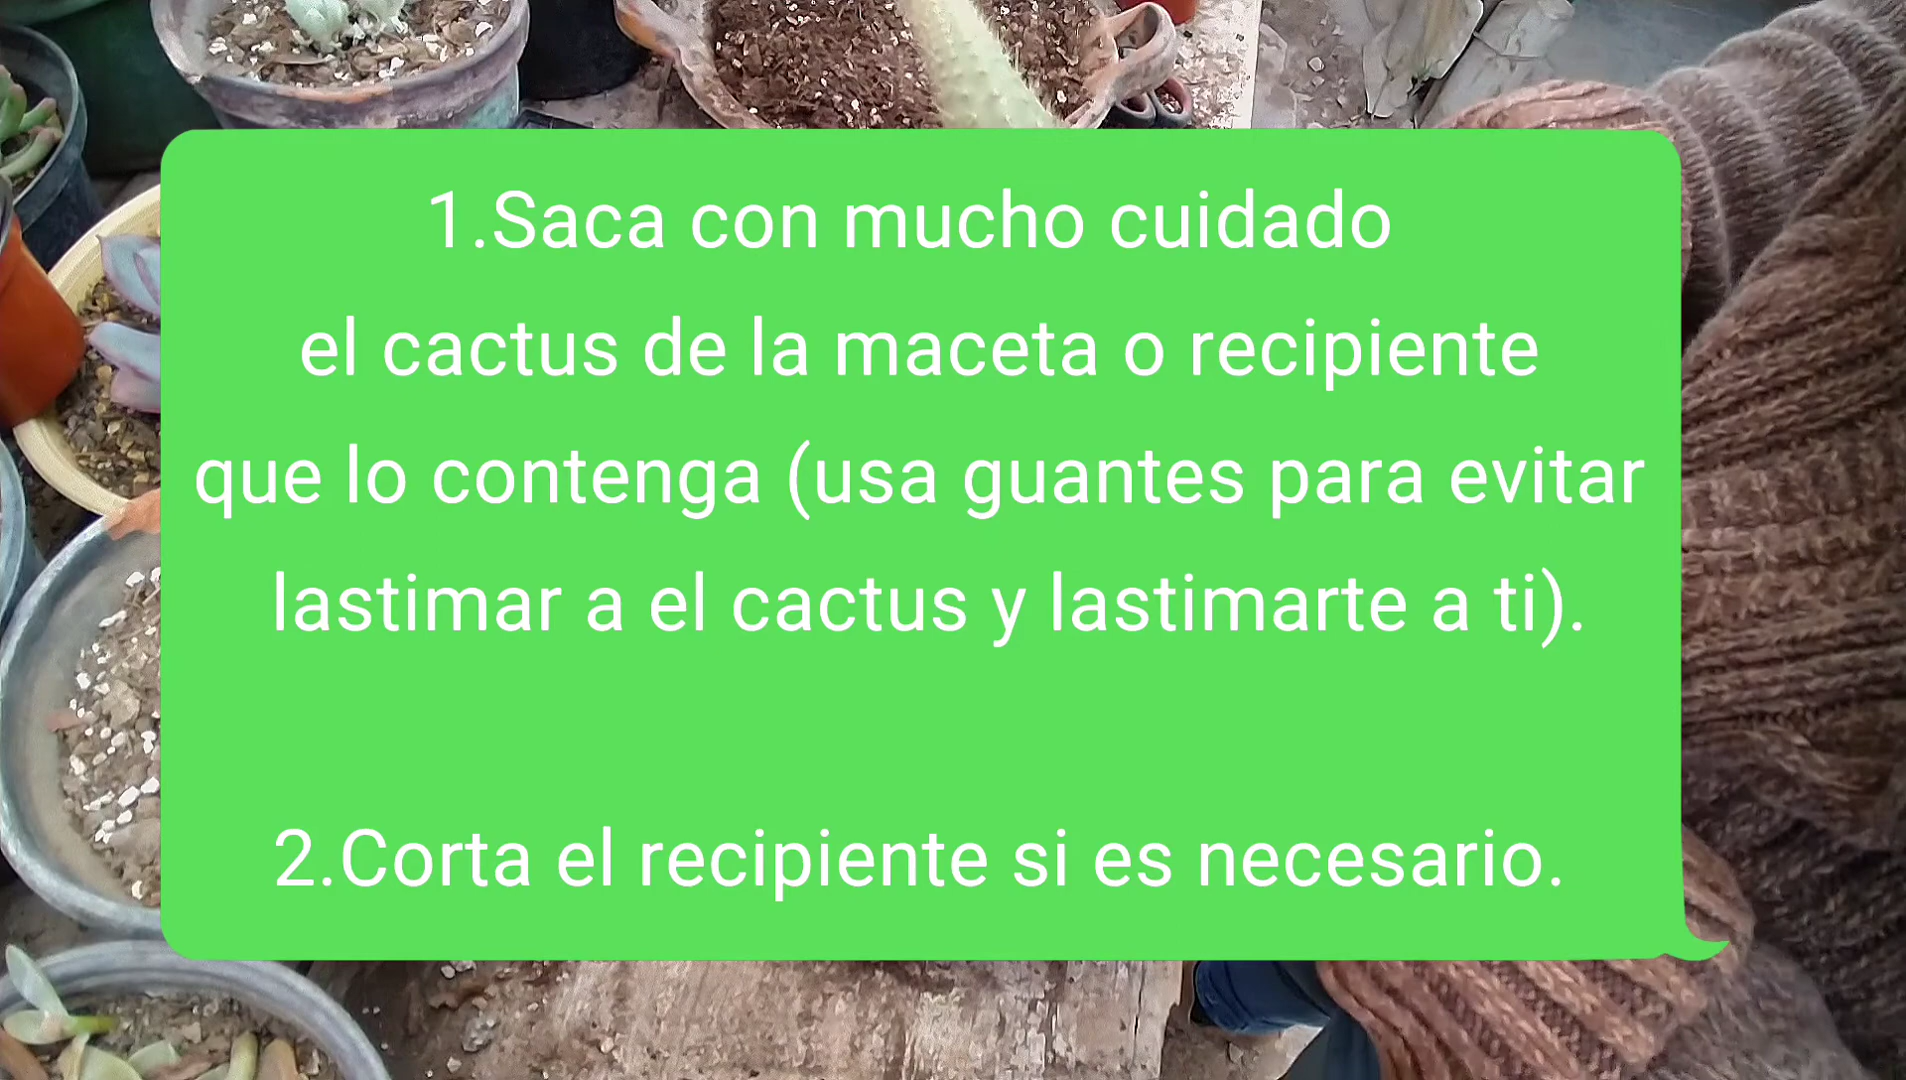 1.Saca con mucho cuidado
el cactus de la maceta o recipiente
que lo contenga (usa guantes para evitar
lastimar a el cactus y lastimarte a ti).
2.Corta el recipiente si es necesario.